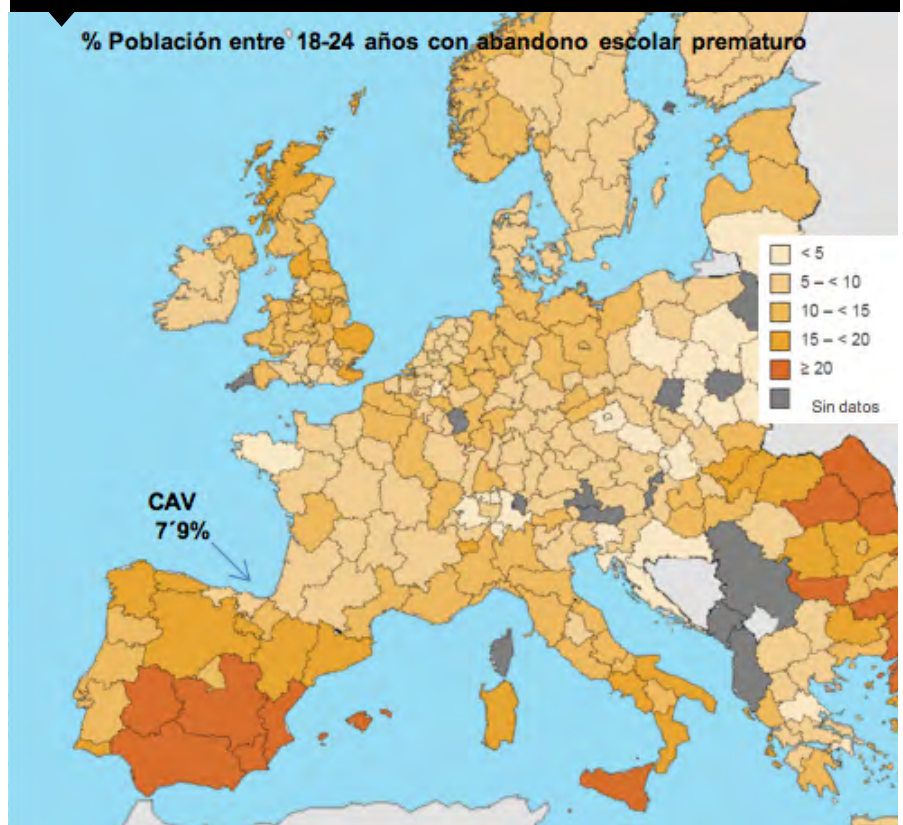 % Población entre 18-24 años con abandono escolar prematuro
< 5
5 – < 10
10 – < 15
15 – < 20
≥ 20
Sin datos
CAV
7´9%